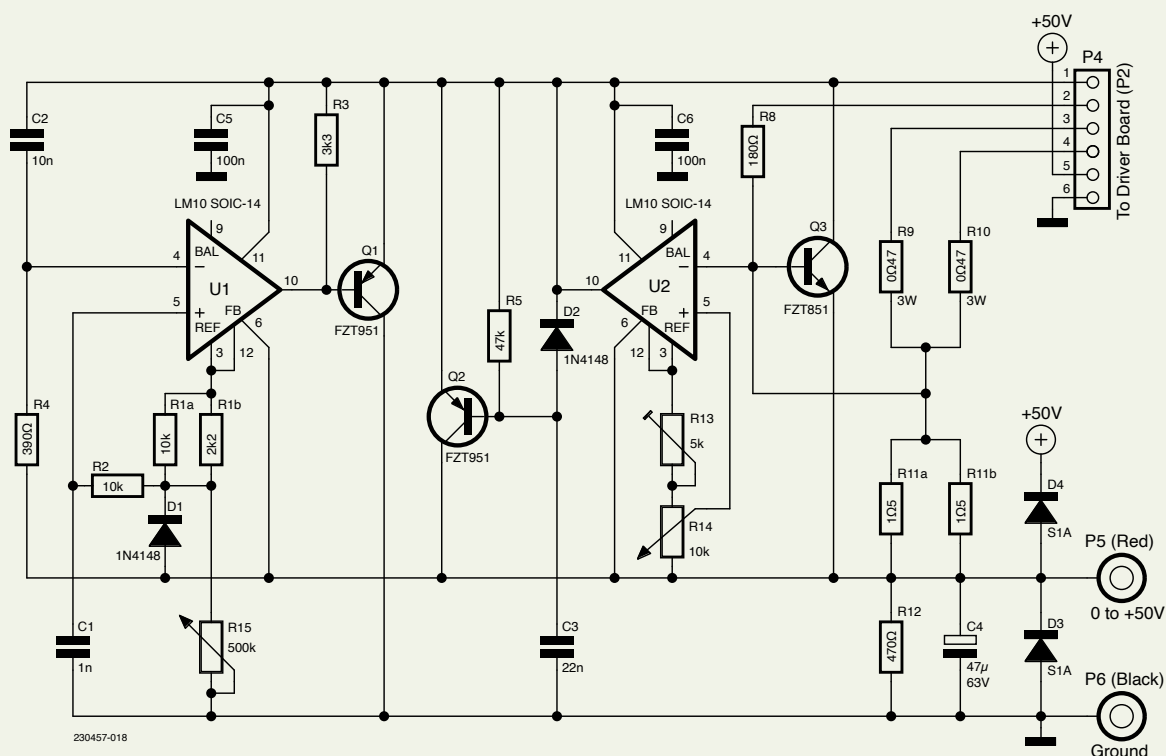 +50V
P4
1
2
3
4
5
6
To Driver Board (P2)
C2
10n
C5
100n
R3
3k3
C6
100n
R8
180Ω
LM10 SOIC-14
9
BAL
11
4
−
U1
10
5
+
FB
6
REF
3
12
Q1
FZT951
LM10 SOIC-14
9
BAL
11
10
−
4
U2
5
+
6
FB
REF
12
3
Q3
FZT851
R9
0Ω47
3W
R10
0Ω47
3W
R5
47k
D2
1N4148
Q2
FZT951
R4
390Ω
R1a
10k
R1b
2k2
R2
10k
D1
1N4148
R13
5k
R14
10k
R11a
1Ω5
R11b
1Ω5
+50V
D4
S1A
P5 (Red)
0 to +50V
C1
1n
R15
500k
C3
22n
R12
470Ω
C4
47µ
63V
D3
S1A
P6 (Black)
Ground
230457-018